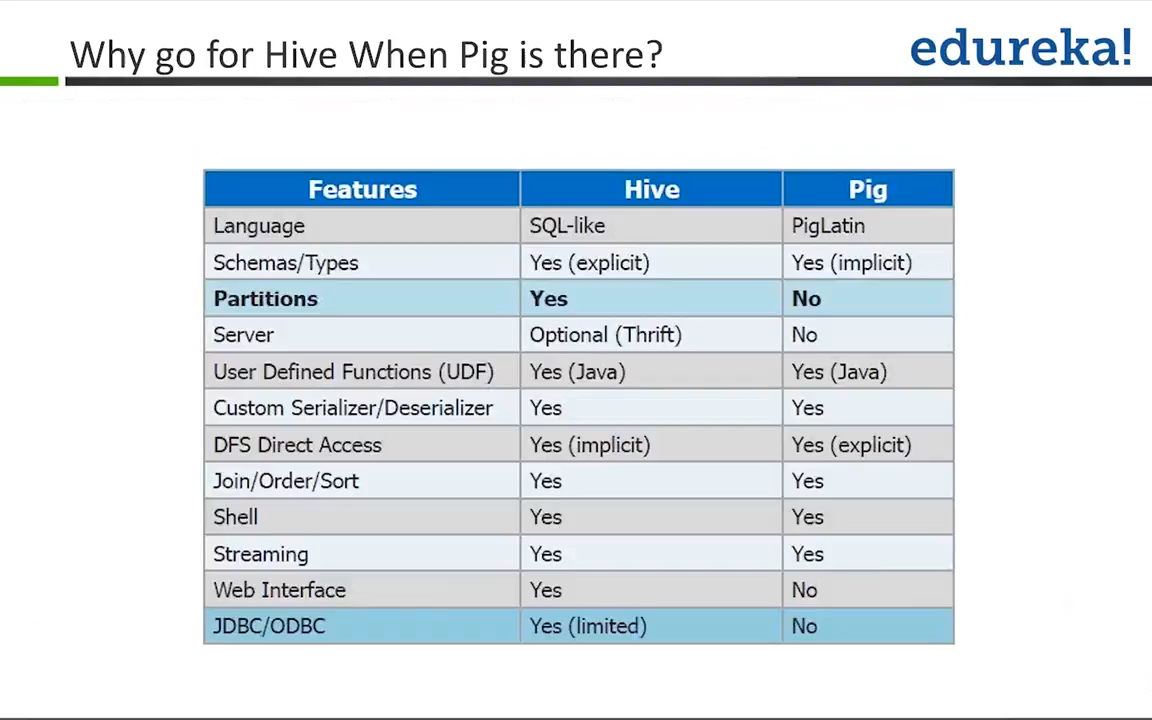 Why go for Hive When Pig is there?
edureka!
Features Hive Pig
Language SQL-like PigLatin
Schemas/Types Yes (explicit) Yes (implicit)
Partitions Yes No
Server Optional (Thrift) No
User Defined Functions (UDF) Yes (Java) Yes (Java)
Custom Serializer/Deserializer Yes Yes
DFS Direct Access Yes (implicit) Yes (explicit)
Join/Order/Sort Yes Yes
Shell Yes Yes
Streaming Yes Yes
Web Interface Yes No
JDBC/ODBC Yes (limited) No